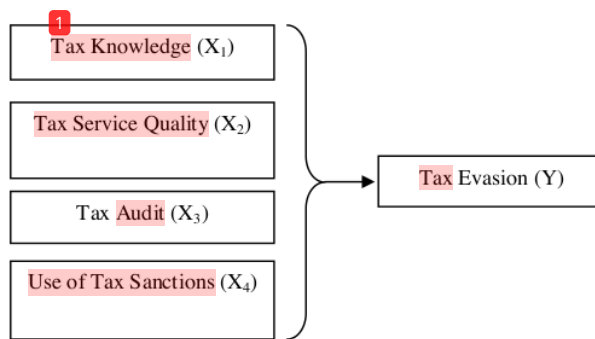 1
Tax Knowledge (X₁)
Tax Service Quality (X₂)
Tax Audit (X₃)
Use of Tax Sanctions (X₄)
Tax Evasion (Y)